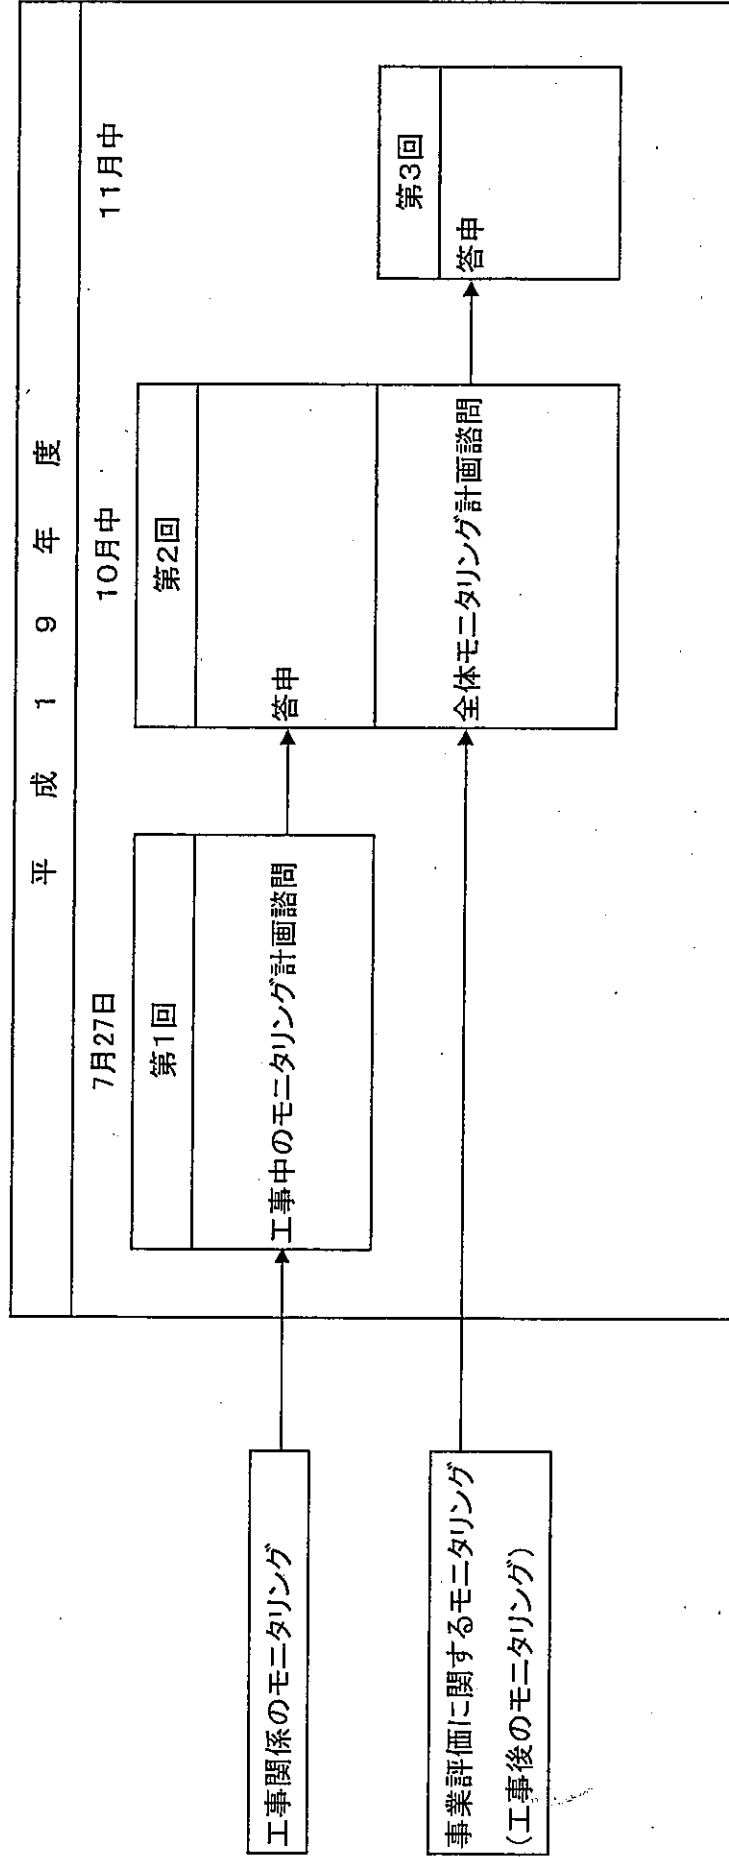 平成19年度
7月27日
10月中
11月中
第1回
第2回
第3回
工事関係のモニタリング
工事中のモニタリング計画諮問
答申
事業評価に関するモニタリング
(工事後のモニタリング)
全体モニタリング計画諮問
答申